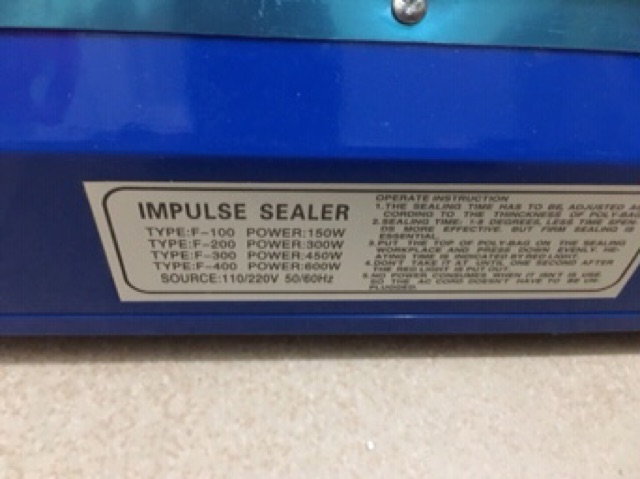 IMPULSE SEALER
TYPE:F-100 POWER:150W
TYPE:F-200 POWER:300W
TYPE:F-300 POWER:450W
TYPE:F-400 POWER:600W
SOURCE:110/220V 50/60Hz
OPERATE INSTRUCTION
1.THE SEALING TIME HAS TO BE, ADJUSTED AC
CORDING TO THE THINCKNESS OF POLY-BAG
2.SEALING TIME: 1-8 DEGREES, LESS TIME SPEN
DS MORE EFFECTIVE. BUT FIRM SEALING IS
ESSENTIAL.
3.PUT THE TOP OF POLY-BAG ON THE SEALING
WORKPLACE AND PRESS DOWN EVENLY. HE
ATING TIME IS INDICATED BY RED LIGHT.
4.DON'T TAKE IT AT UNTIL ONE SECOND AFTER
THE RED LIGHT IS PUT OUT.
5.NO POWER CONSUMES WHEN IT ISN'T IS USE.
SO THE AC CORD DOESN'T HAVE TO BE UN-
PLUGGED.